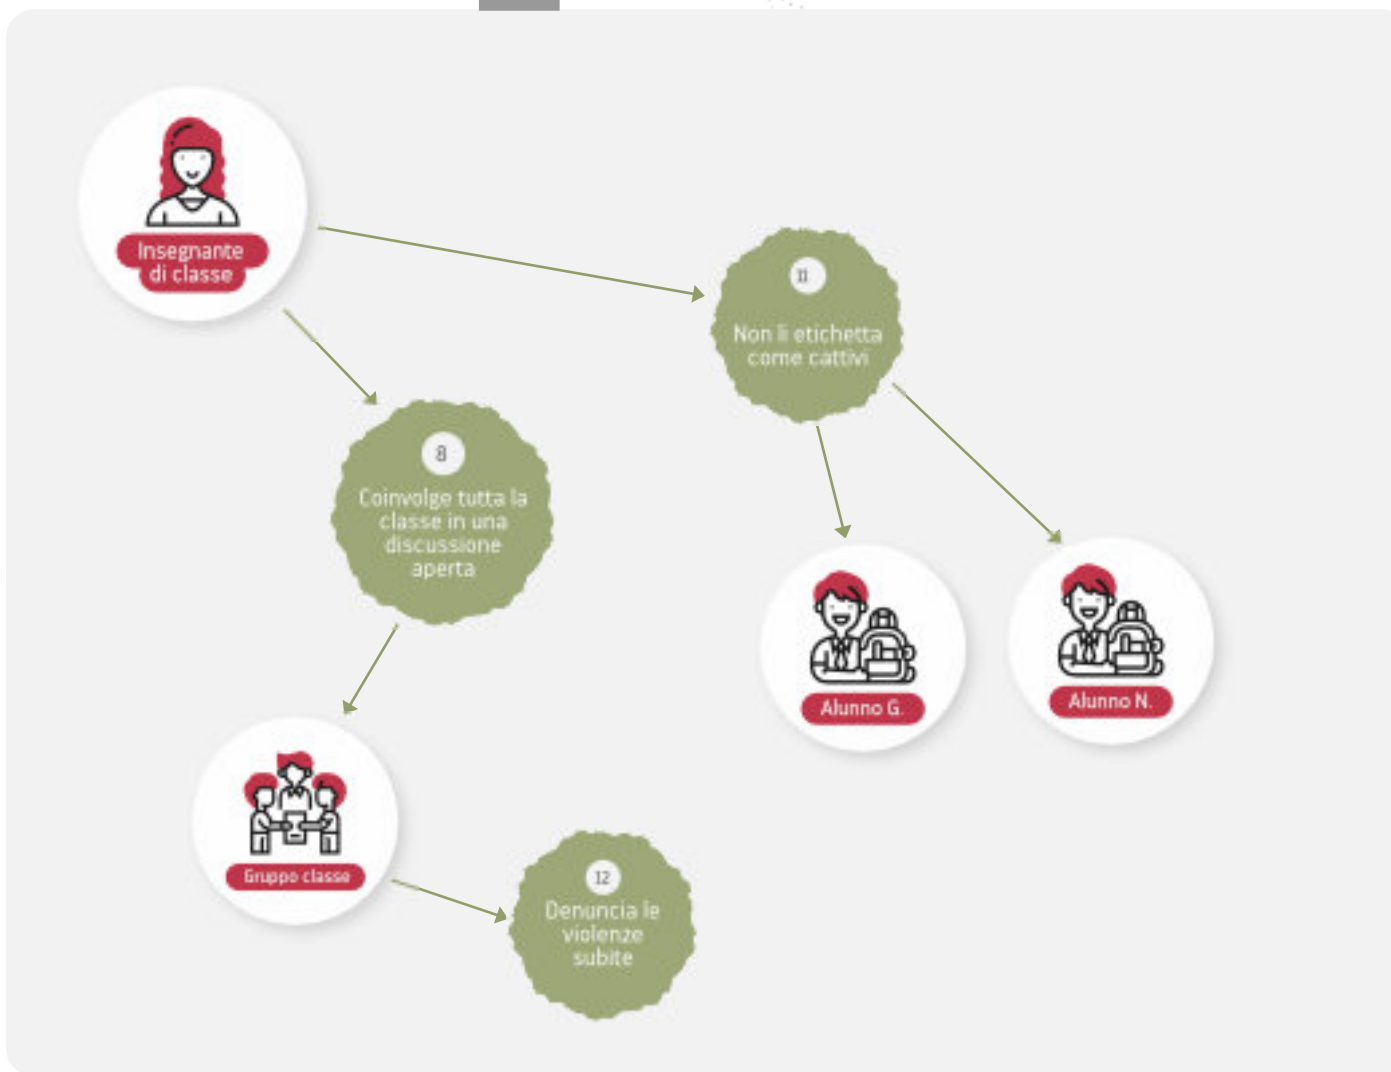 Insegnante
di classe
11
Non li etichetta
come cattivi
8
Coinvolge tutta la
classe in una
discussione
aperta
Alunno G.
Alunno N.
Gruppo classe
12
Denuncia le
violenze
subite